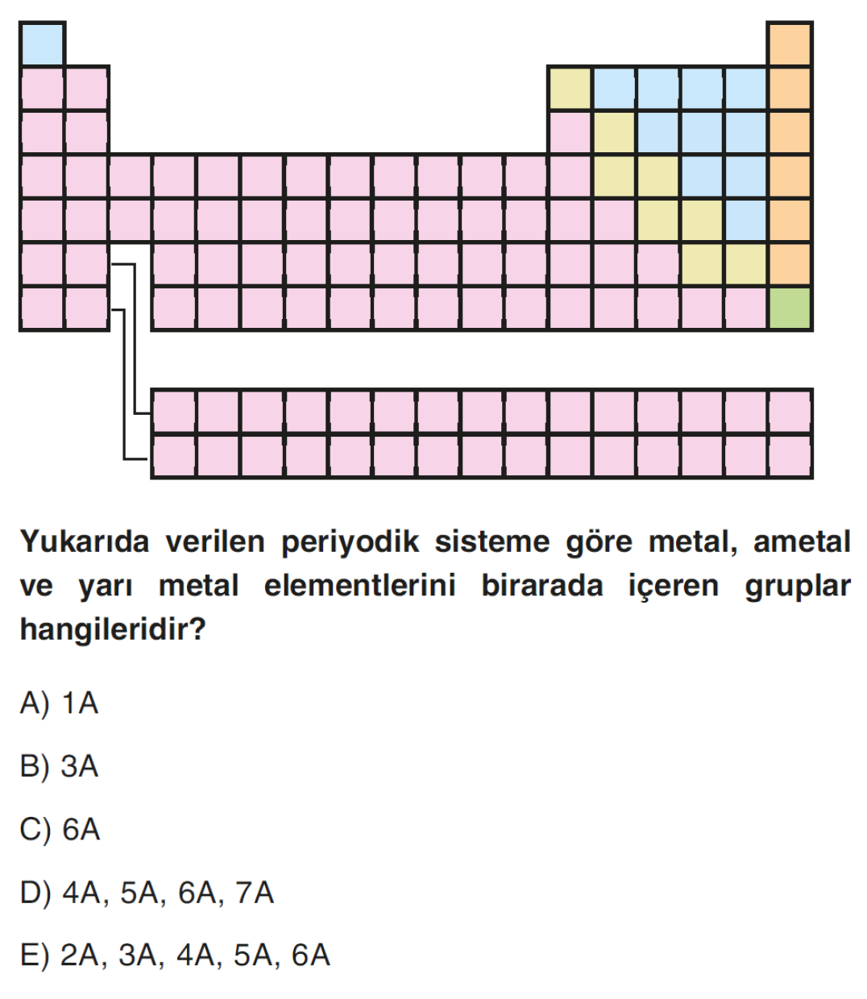 Yukarıda verilen periyodik sisteme göre metal, ametal
ve yarı metal elementlerini birarada içeren gruplar
hangileridir?
A) 1A
B) 3A
C) 6A
D) 4A, 5A, 6A, 7A
E) 2A, 3A, 4A, 5A, 6A